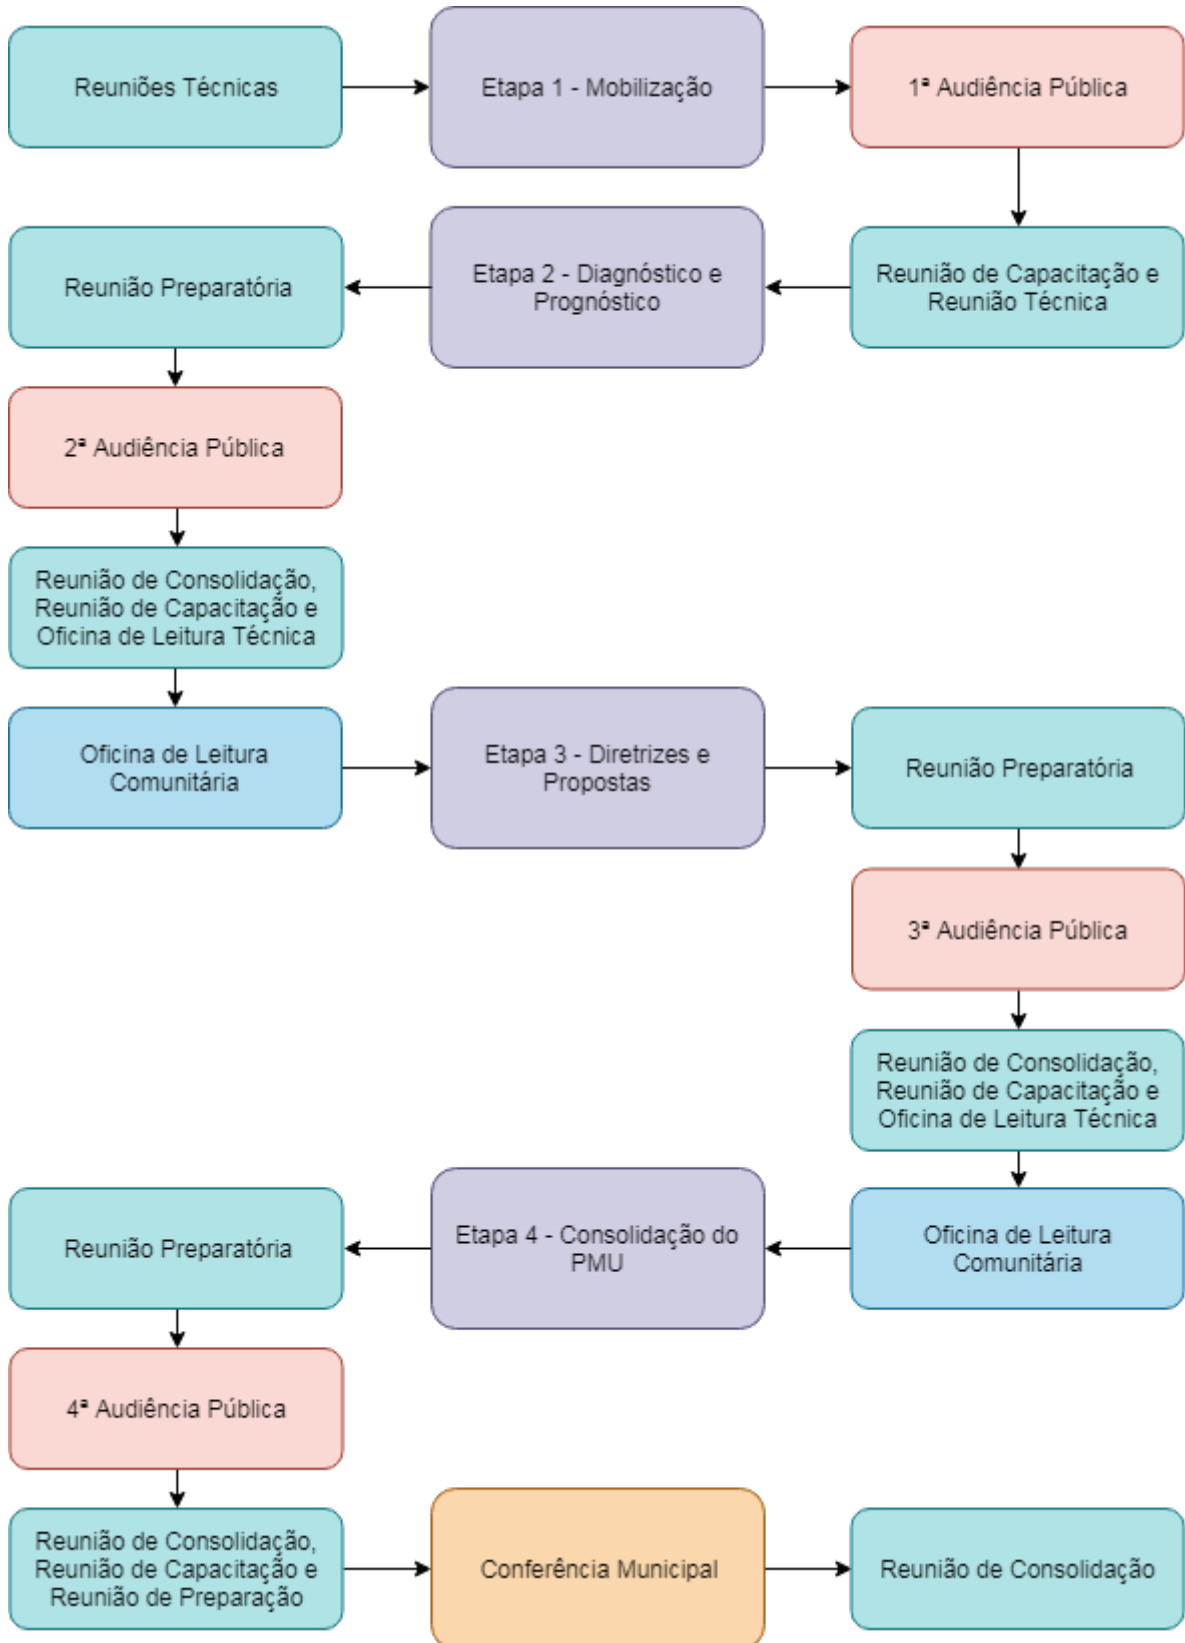 Reuniões Técnicas
Etapa 1 - Mobilização
1ª Audiência Pública
Reunião de Capacitação e
Reunião Técnica
Etapa 2 - Diagnóstico e
Prognóstico
Reunião Preparatória
2ª Audiência Pública
Reunião de Consolidação,
Reunião de Capacitação e
Oficina de Leitura Técnica
Oficina de Leitura
Comunitária
Etapa 3 - Diretrizes e
Propostas
Reunião Preparatória
3ª Audiência Pública
Reunião de Consolidação,
Reunião de Capacitação e
Oficina de Leitura Técnica
Oficina de Leitura
Comunitária
Etapa 4 - Consolidação do
PMU
Reunião Preparatória
4ª Audiência Pública
Reunião de Consolidação,
Reunião de Capacitação e
Reunião de Preparação
Conferência Municipal
Reunião de Consolidação